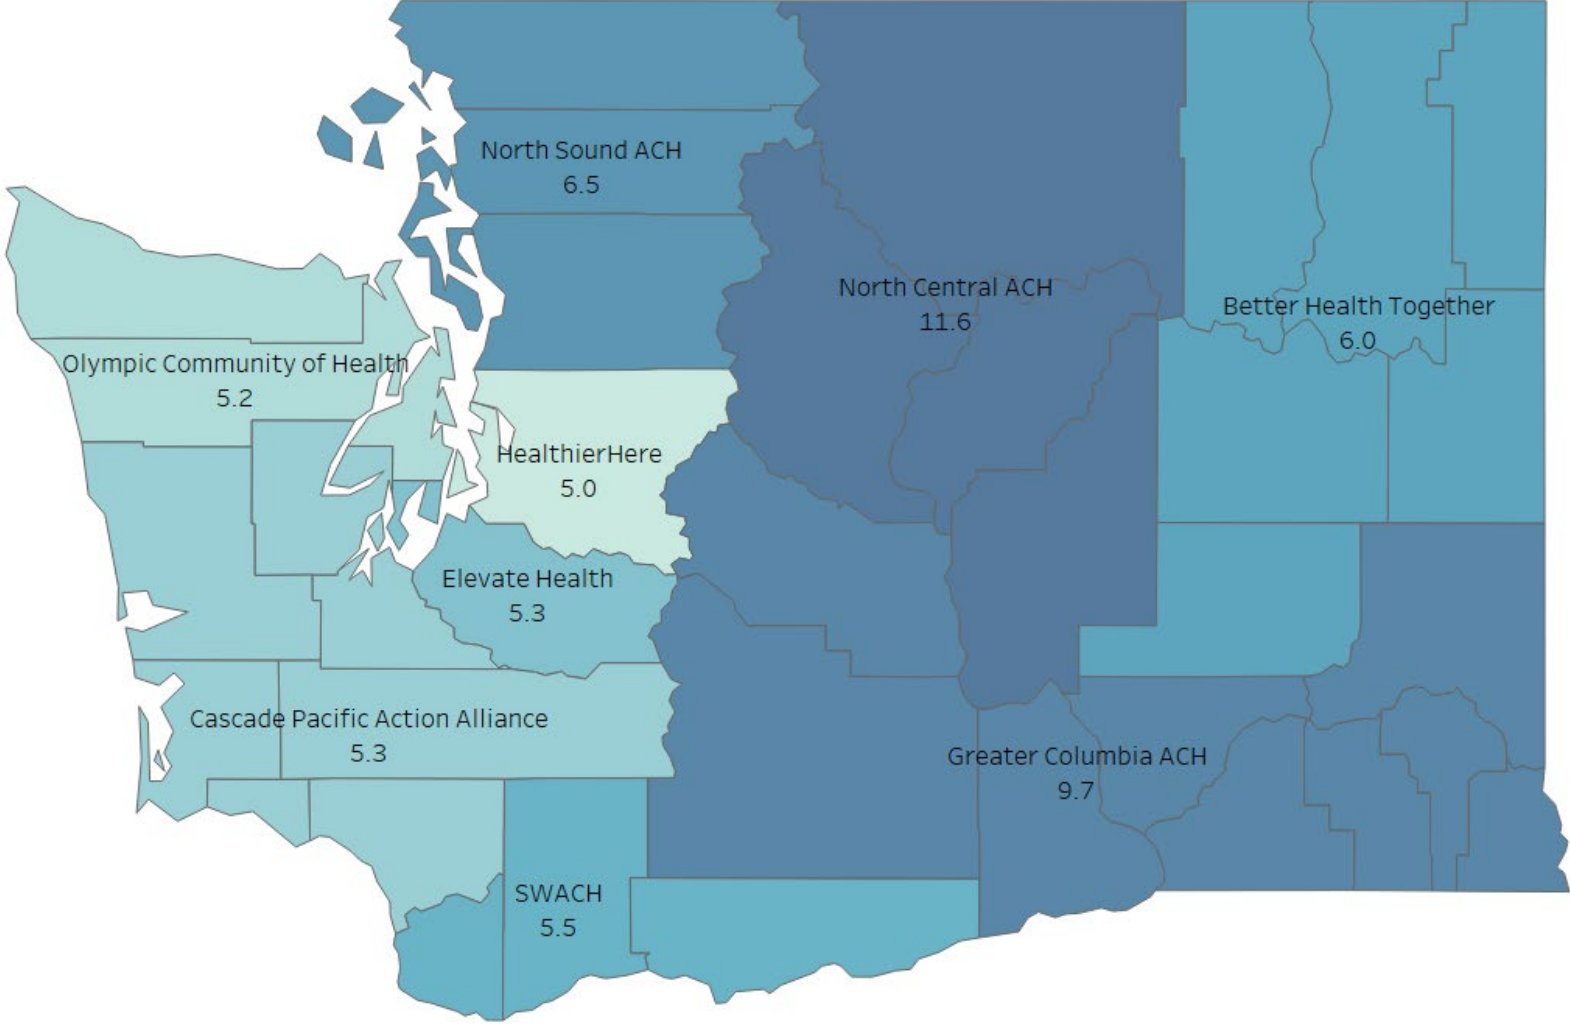 North Sound ACH
6.5
North Central ACH
11.6
Better Health Together
6.0
Olympic Community of Health
5.2
HealthierHere
5.0
Elevate Health
5.3
Cascade Pacific Action Alliance
5.3
Greater Columbia ACH
9.7
SWACH
5.5